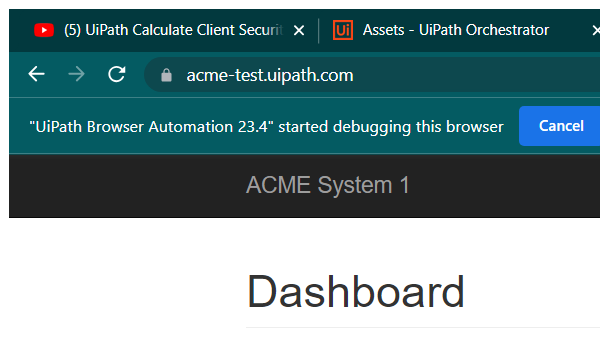 (5) UiPath Calculate Client Securit
Ui Assets - UiPath Orchestrator
acme-test.uipath.com
"UiPath Browser Automation 23.4" started debugging this browser
Cancel
ACME System 1
Dashboard